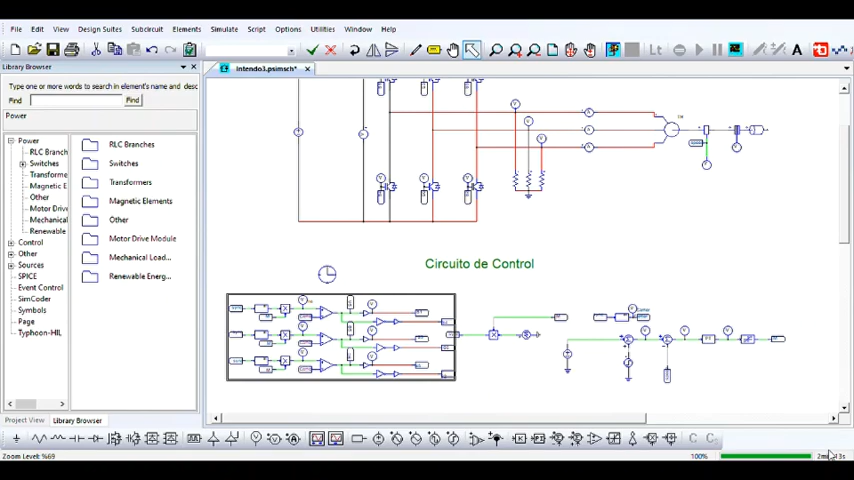 File Edit View Design Suites Subcircuit Elements Simulate Script Options Utilities Window Help
Lt
A
Library Browser
intendo3.psimsch*
Type one or more words to search in element's name and desc
Find
Find
Power
Power
RLC Branch
Switches
Transforme
Magnetic E
Other
Motor Driv
Mechanical
Renewable
Control
Other
Sources
SPICE
Event Control
SimCoder
Symbols
Page
Typhoon-HIL
RLC Branches
Switches
Transformers
Magnetic Elements
Other
Motor Drive Module
Mechanical Load...
Renewable Energ...
Circuito de Control
Project View Library Browser
Zoom Level: %69
100%